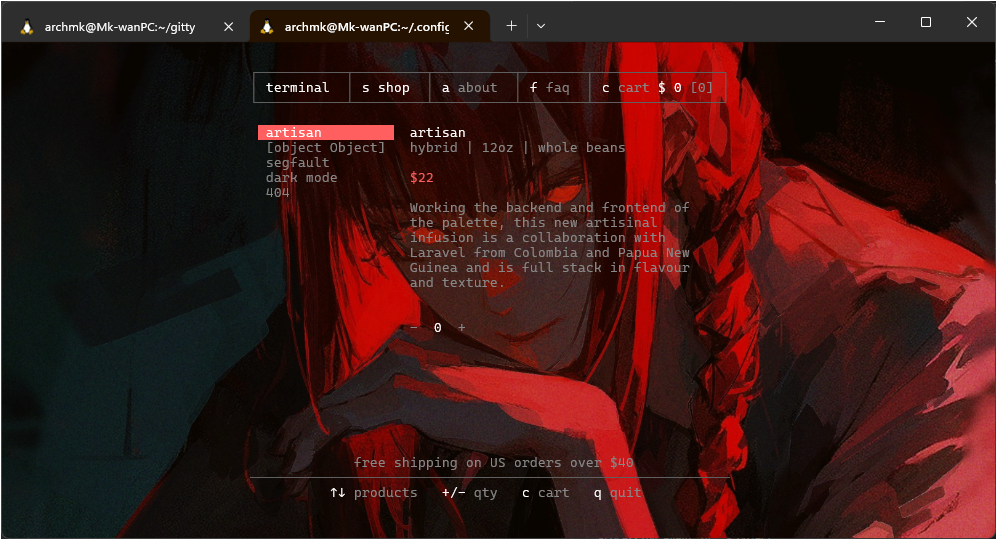 archmk@Mk-wanPC:~/gitty
archmk@Mk-wanPC:~/.config
terminal s shop a about f faq c cart $ 0 [0]
artisan
[object Object]
segfault
dark mode
404
artisan
hybrid | 12oz | whole beans
$22
Working the backend and frontend of
the palette, this new artisinal
infusion is a collaboration with
Laravel from Colombia and Papua New
Guinea and is full stack in flavour
and texture.
- 0 +
free shipping on US orders over $40
↑↓ products +/- qty c cart q quit